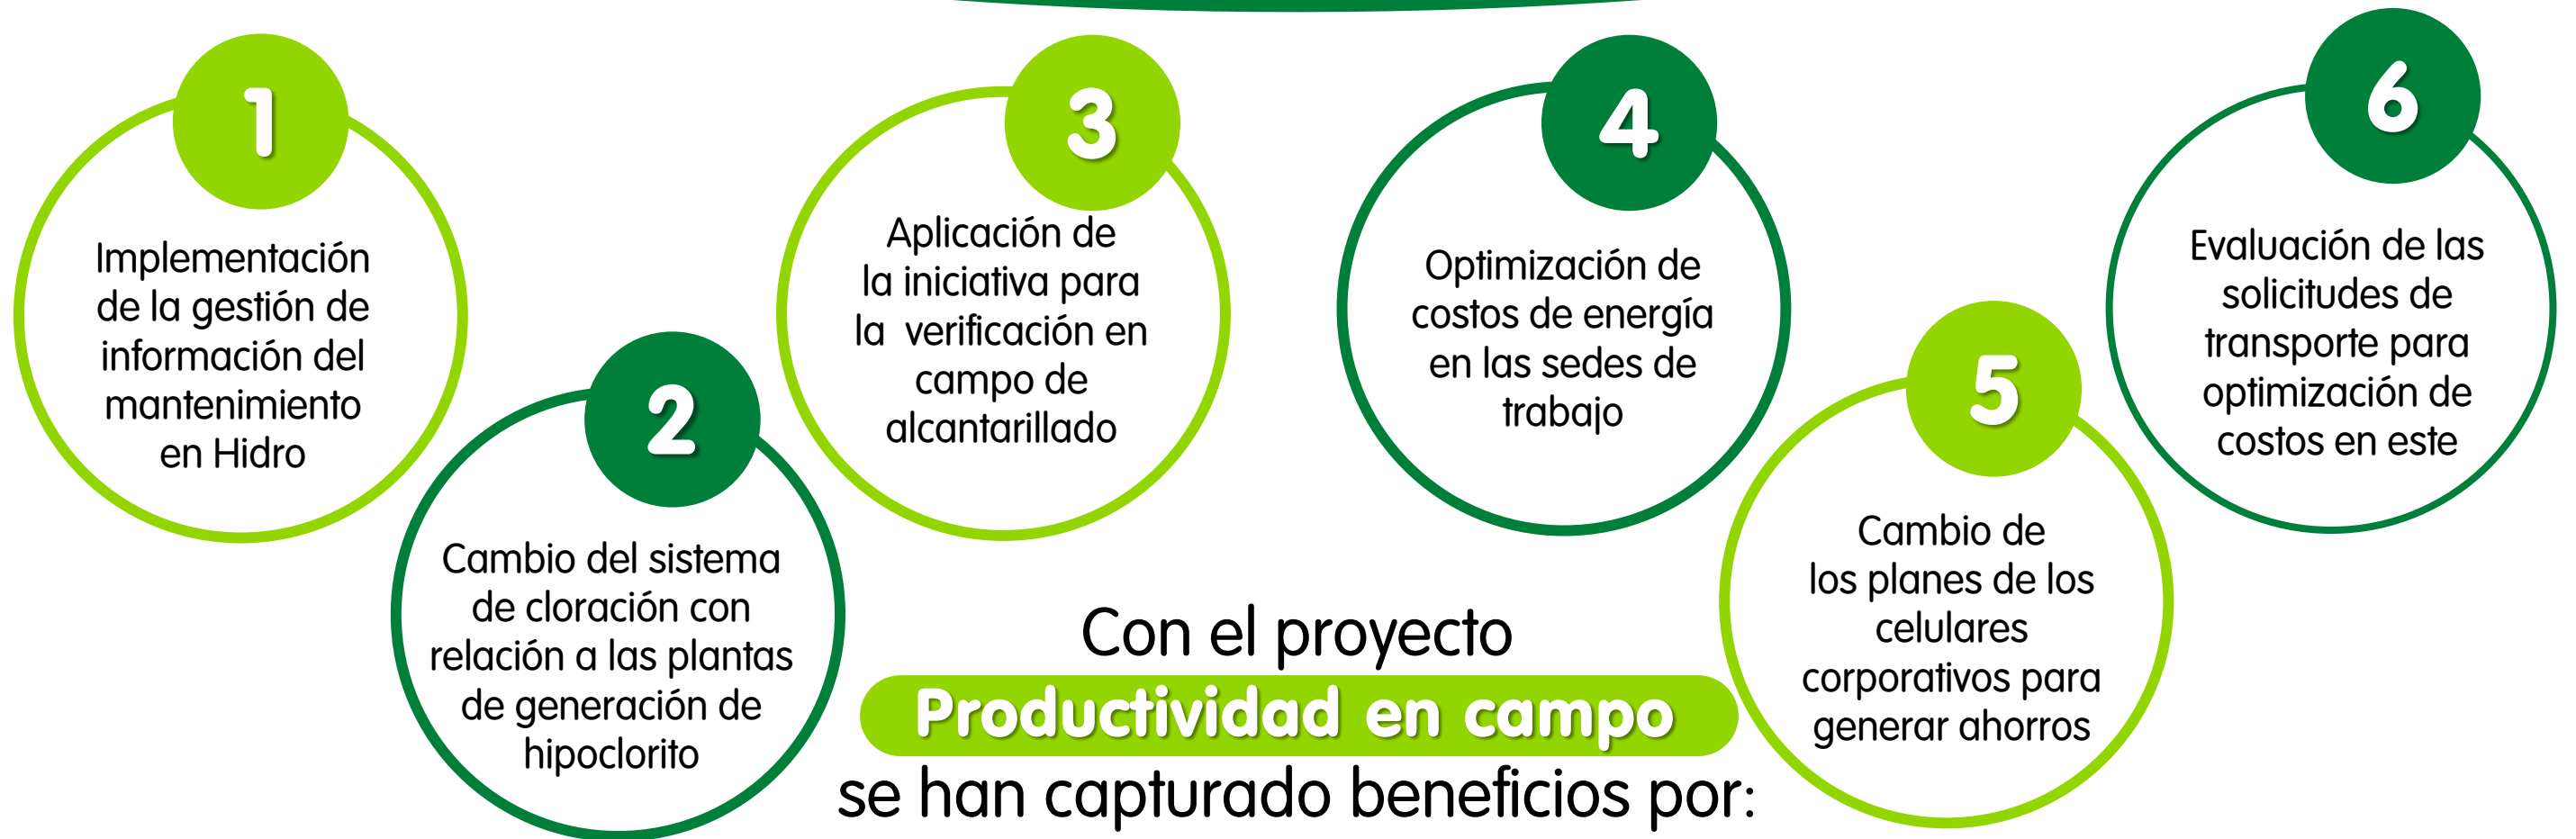 1
Implementación
de la gestión de
información del
mantenimiento
en Hidro
2
Cambio del sistema
de cloración con
relación a las plantas
de generación de
hipoclorito
3
Aplicación de
la iniciativa para
la  verificación en
campo de
alcantarillado
4
Optimización de
costos de energía
en las sedes de
trabajo
5
Cambio de
los planes de los
celulares
corporativos para
generar ahorros
6
Evaluación de las
solicitudes de
transporte para
optimización de
costos en este
Con el proyecto
Productividad en campo
se han capturado beneficios por: